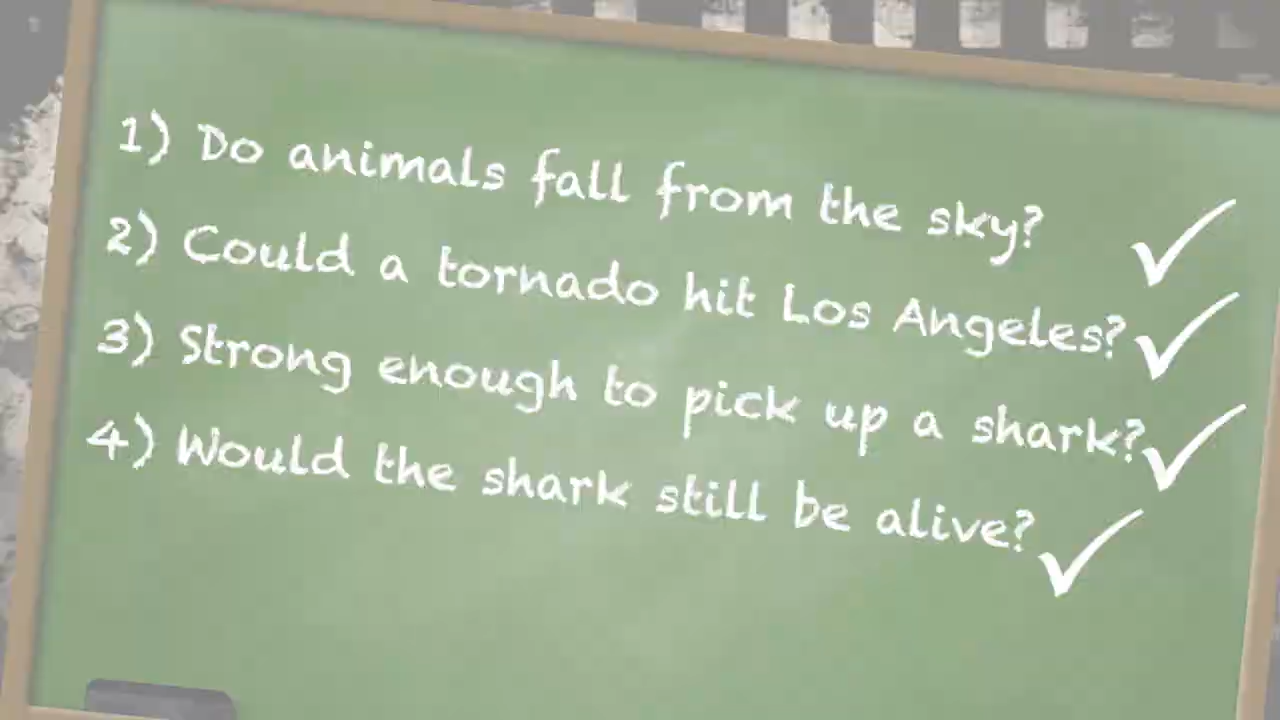 1) Do animals fall from the sky?
2) Could a tornado hit Los Angeles?
3) Strong enough to pick up a shark?
4) Would the shark still be alive?